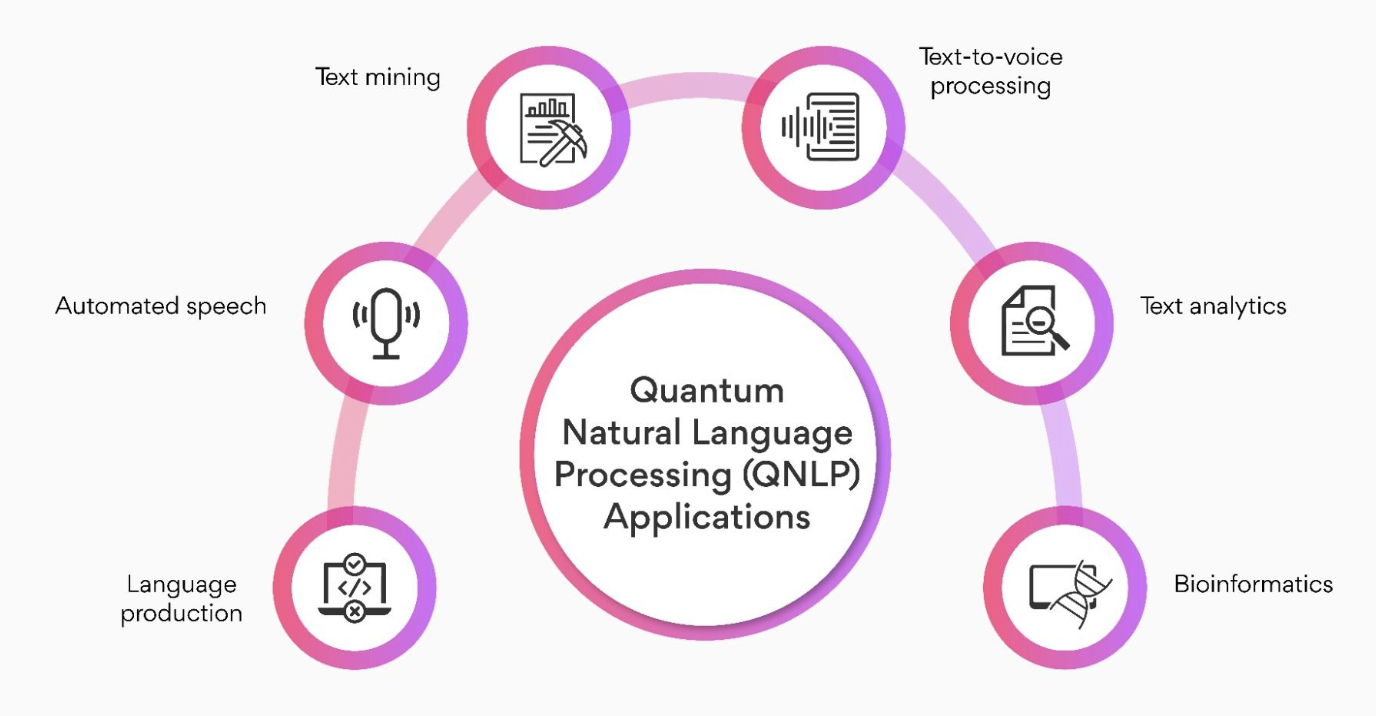 Text mining
Text-to-voice
processing
Automated speech
Text analytics
Quantum
Natural Language
Processing (QNLP)
Applications
Language
production
Bioinformatics